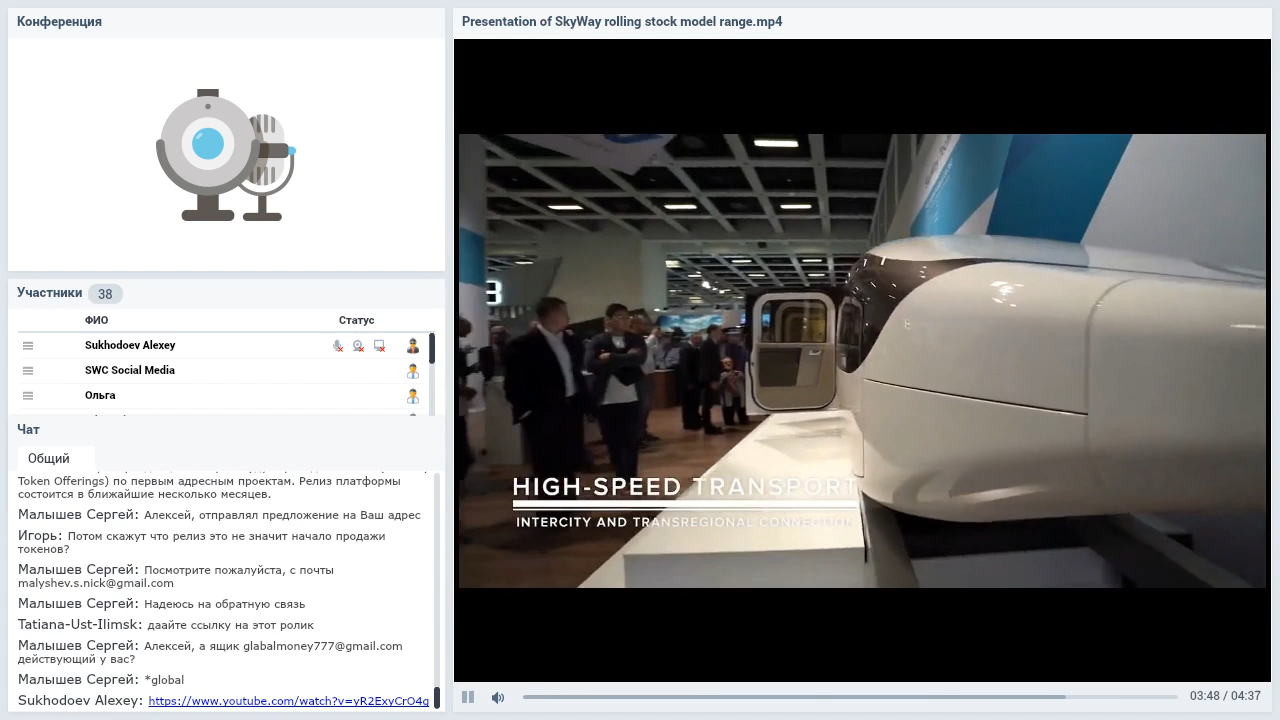 Конференция
Участники 38
ФИО Статус
Sukhodoev Alexey
SWC Social Media
Ольга
Чат
Общий
Token Offerings) по первым адресным проектам. Релиз платформы
состоится в ближайшие несколько месяцев.
Малышев Сергей: Алексей, отправлял предложение на Ваш адрес
Игорь: Потом скажут что релиз это не значит начало продажи
токенов?
Малышев Сергей: Посмотрите пожалуйста, с почты
malyshev.s.nick@gmail.com
Малышев Сергей: Надеюсь на обратную связь
Tatiana-Ust-Ilimsk: даайте ссылку на этот ролик
Малышев Сергей: Алексей, а ящик glabalmoney777@gmail.com
действующий у вас?
Малышев Сергей: *global
Sukhodoev Alexey: https://www.youtube.com/watch?v=yR2ExyCrO4g
Presentation of SkyWay rolling stock model range.mp4
HIGH-SPEED TRANSPORT
INTERCITY AND TRANSREGIONAL CONNECTION
03:48 / 04:37